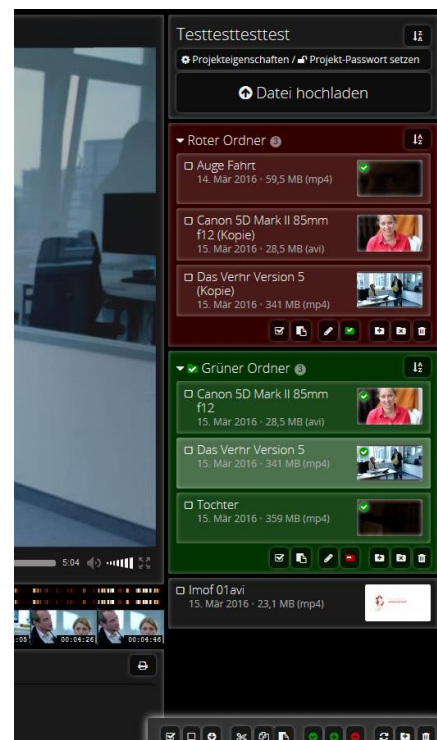 Testtesttesttest
Projekteigenschaften / Projekt-Passwort setzen
Datei hochladen
Roter Ordner 3
Auge Fahrt
14. Mär 2016 · 59,5 MB (mp4)
Canon 5D Mark II 85mm
f12 (Kopie)
15. Mär 2016 · 28,5 MB (avi)
Das Verhr Version 5
(Kopie)
15. Mär 2016 · 341 MB (mp4)
Grüner Ordner 3
Canon 5D Mark II 85mm
f12
15. Mär 2016 · 28,5 MB (avi)
Das Verhr Version 5
15. Mär 2016 · 341 MB (mp4)
Tochter
15. Mär 2016 · 359 MB (mp4)
5:04
Imof 01avi
15. Mär 2016 · 23,1 MB (mp4)
:05 00:04:26 00:04:46